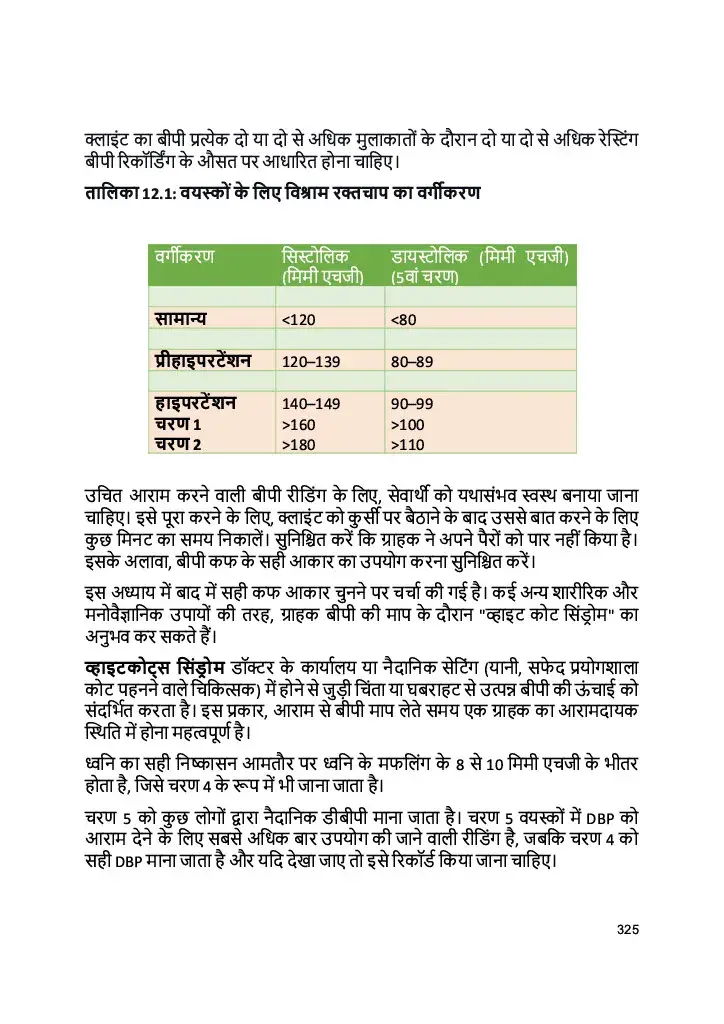 क्लाइंट का बीपी प्रत्येक दो या दो से अधिक मुलाकातों के दौरान दो या दो से अधिक रेस्टिंग
बीपी रिकॉर्डिंग के औसत पर आधारित होना चाहिए।
तालिका 12.1: वयस्कों के लिए विश्राम रक्तचाप का वर्गीकरण
वर्गीकरण सिस्टोलिक डायस्टोलिक (मिमी एचजी)
(मिमी एचजी) (5वां चरण)
सामान्य <120 <80
प्रीहाइपरटेंशन 120–139 80–89
हाइपरटेंशन 140–149 90–99
चरण 1 >160 >100
चरण 2 >180 >110
उचित आराम करने वाली बीपी रीडिंग के लिए, सेवार्थी को यथासंभव स्वस्थ बनाया जाना
चाहिए। इसे पूरा करने के लिए, क्लाइंट को कुर्सी पर बैठाने के बाद उससे बात करने के लिए
कुछ मिनट का समय निकालें। सुनिश्चित करें कि ग्राहक ने अपने पैरों को पार नहीं किया है।
इसके अलावा, बीपी कफ के सही आकार का उपयोग करना सुनिश्चित करें।
इस अध्याय में बाद में सही कफ आकार चुनने पर चर्चा की गई है। कई अन्य शारीरिक और
मनोवैज्ञानिक उपायों की तरह, ग्राहक बीपी की माप के दौरान "व्हाइट कोट सिंड्रोम" का
अनुभव कर सकते हैं।
व्हाइटकोट्स सिंड्रोम डॉक्टर के कार्यालय या नैदानिक सेटिंग (यानी, सफेद प्रयोगशाला
कोट पहनने वाले चिकित्सक) में होने से जुड़ी चिंता या घबराहट से उत्पन्न बीपी की ऊंचाई को
संदर्भित करता है। इस प्रकार, आराम से बीपी माप लेते समय एक ग्राहक का आरामदायक
स्थिति में होना महत्वपूर्ण है।
ध्वनि का सही निष्कासन आमतौर पर ध्वनि के मफलिंग के 8 से 10 मिमी एचजी के भीतर
होता है, जिसे चरण 4 के रूप में भी जाना जाता है।
चरण 5 को कुछ लोगों द्वारा नैदानिक डीबीपी माना जाता है। चरण 5 वयस्कों में DBP को
आराम देने के लिए सबसे अधिक बार उपयोग की जाने वाली रीडिंग है, जबकि चरण 4 को
सही DBP माना जाता है और यदि देखा जाए तो इसे रिकॉर्ड किया जाना चाहिए।
325